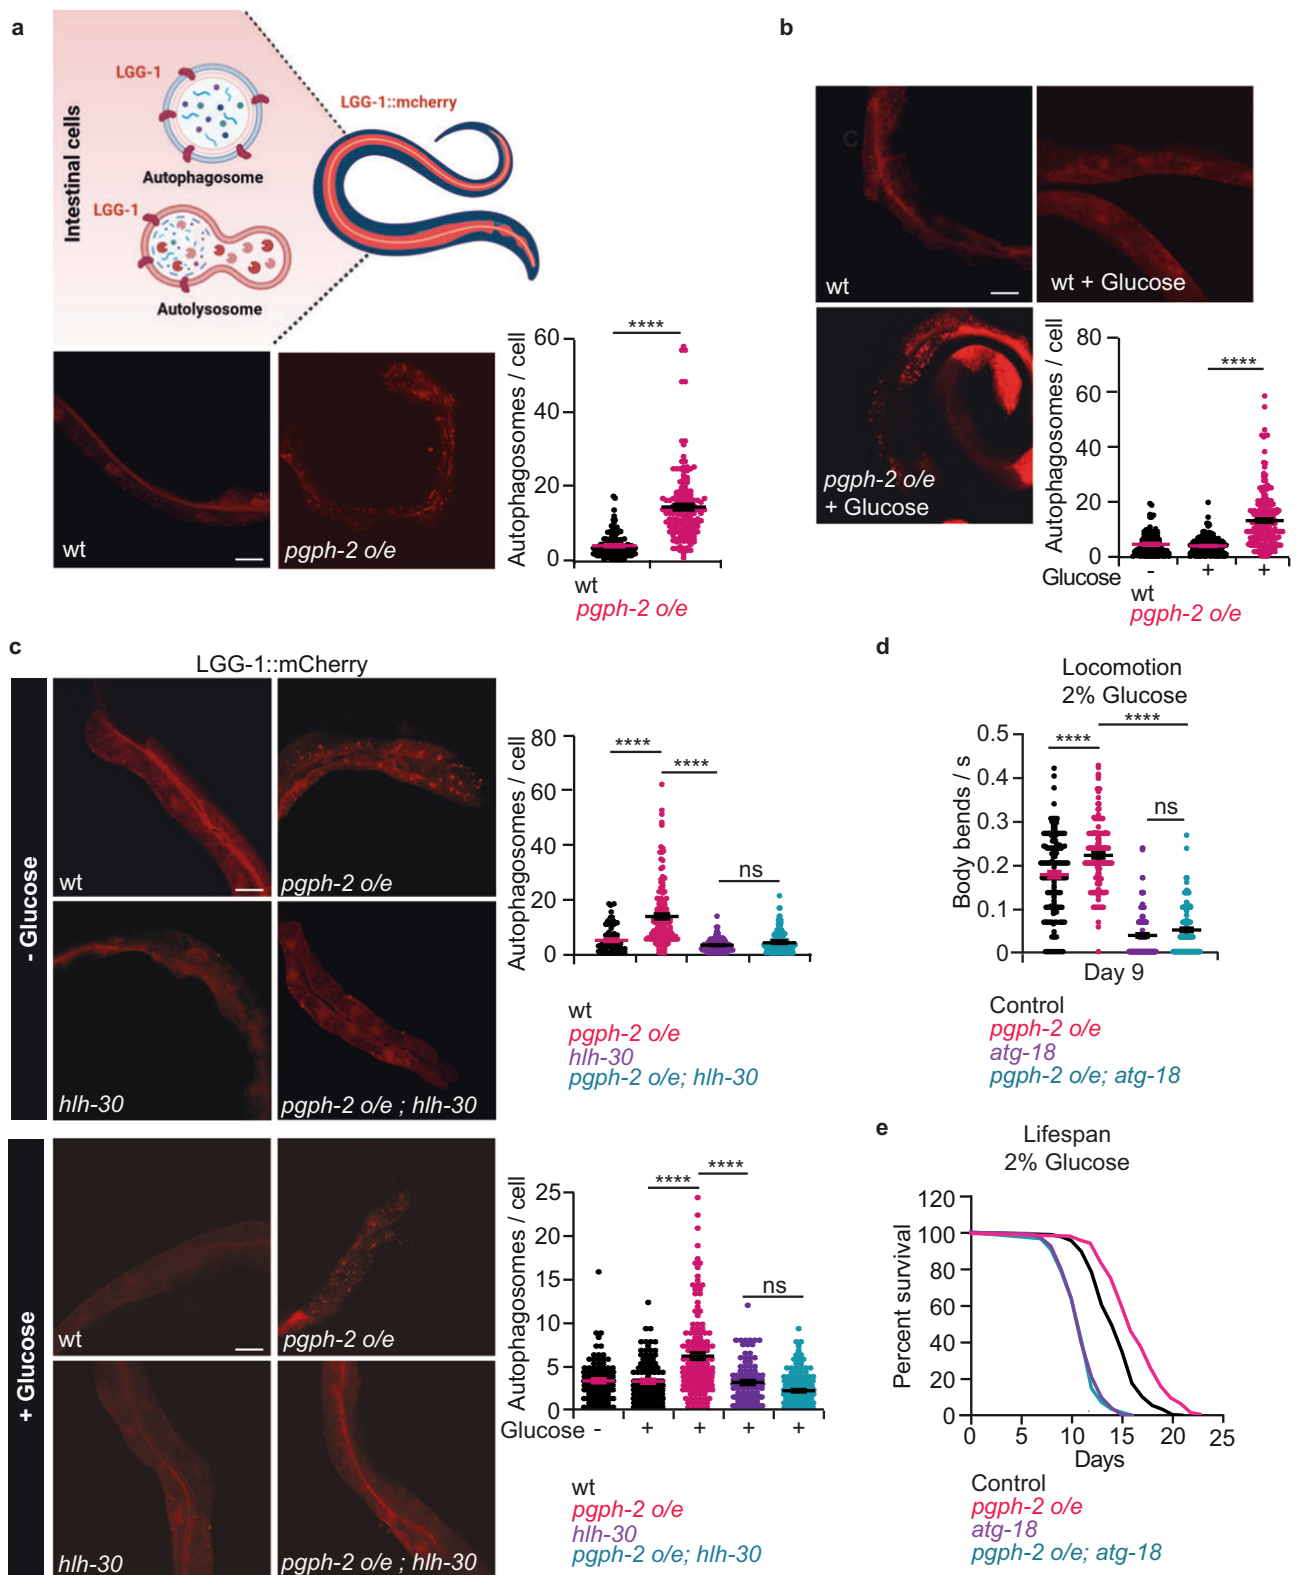 a
Intestinal cells
LGG-1
Autophagosome
LGG-1
Autolysosome
LGG-1::mcherry
wt
pgph-2 o/e
Autophagosomes / cell
60
40
20
0
****
wt
pgph-2 o/e
b
C
wt
wt + Glucose
pgph-2 o/e
+ Glucose
Autophagosomes / cell
80
60
40
20
0
****
Glucose - + +
wt
pgph-2 o/e
c
LGG-1::mCherry
- Glucose
wt
pgph-2 o/e
hlh-30
pgph-2 o/e ; hlh-30
Autophagosomes / cell
80
60
40
20
0
****
****
ns
wt
pgph-2 o/e
hlh-30
pgph-2 o/e; hlh-30
+ Glucose
wt
pgph-2 o/e
hlh-30
pgph-2 o/e ; hlh-30
Autophagosomes / cell
25
20
15
10
5
0
****
****
ns
Glucose - + + + +
wt
pgph-2 o/e
hlh-30
pgph-2 o/e; hlh-30
d
Locomotion
2% Glucose
Body bends / s
0.5
0.4
0.3
0.2
0.1
0
****
****
ns
Day 9
Control
pgph-2 o/e
atg-18
pgph-2 o/e; atg-18
e
Lifespan
2% Glucose
Percent survival
120
100
80
60
40
20
0
0 5 10 15 20 25
Days
Control
pgph-2 o/e
atg-18
pgph-2 o/e; atg-18